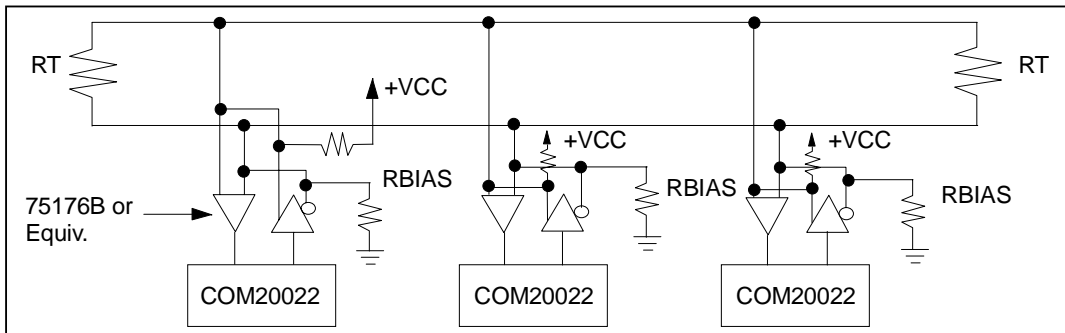 RT
RT
+VCC
+VCC
+VCC
RBIAS
RBIAS
RBIAS
75176B or
Equiv.
COM20022
COM20022
COM20022